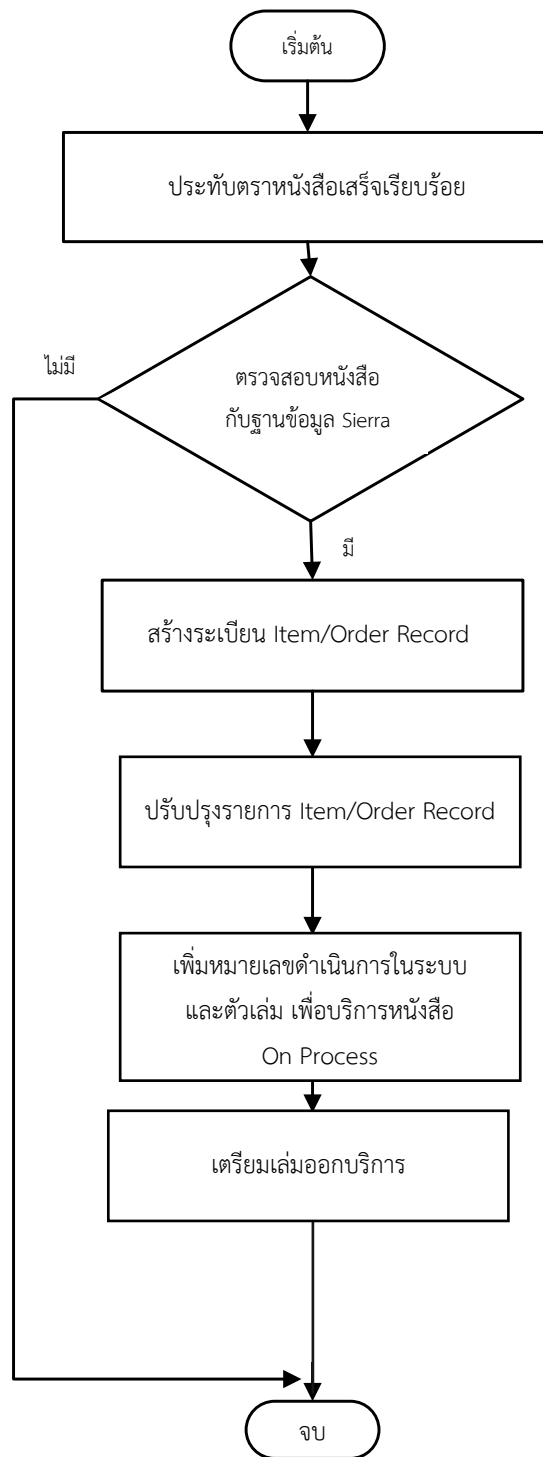 เริ่มต้น
ประทับตราหนังสือเสร็จเรียบร้อย
ไม่มี
ตรวจสอบหนังสือ
กับฐานข้อมูล Sierra
มี
สร้างระเบียน Item/Order Record
ปรับปรุงรายการ Item/Order Record
เพิ่มหมายเลขดำเนินการในระบบ
และตัวเล่ม เพื่อบริการหนังสือ
On Process
เตรียมเล่มออกบริการ
จบ